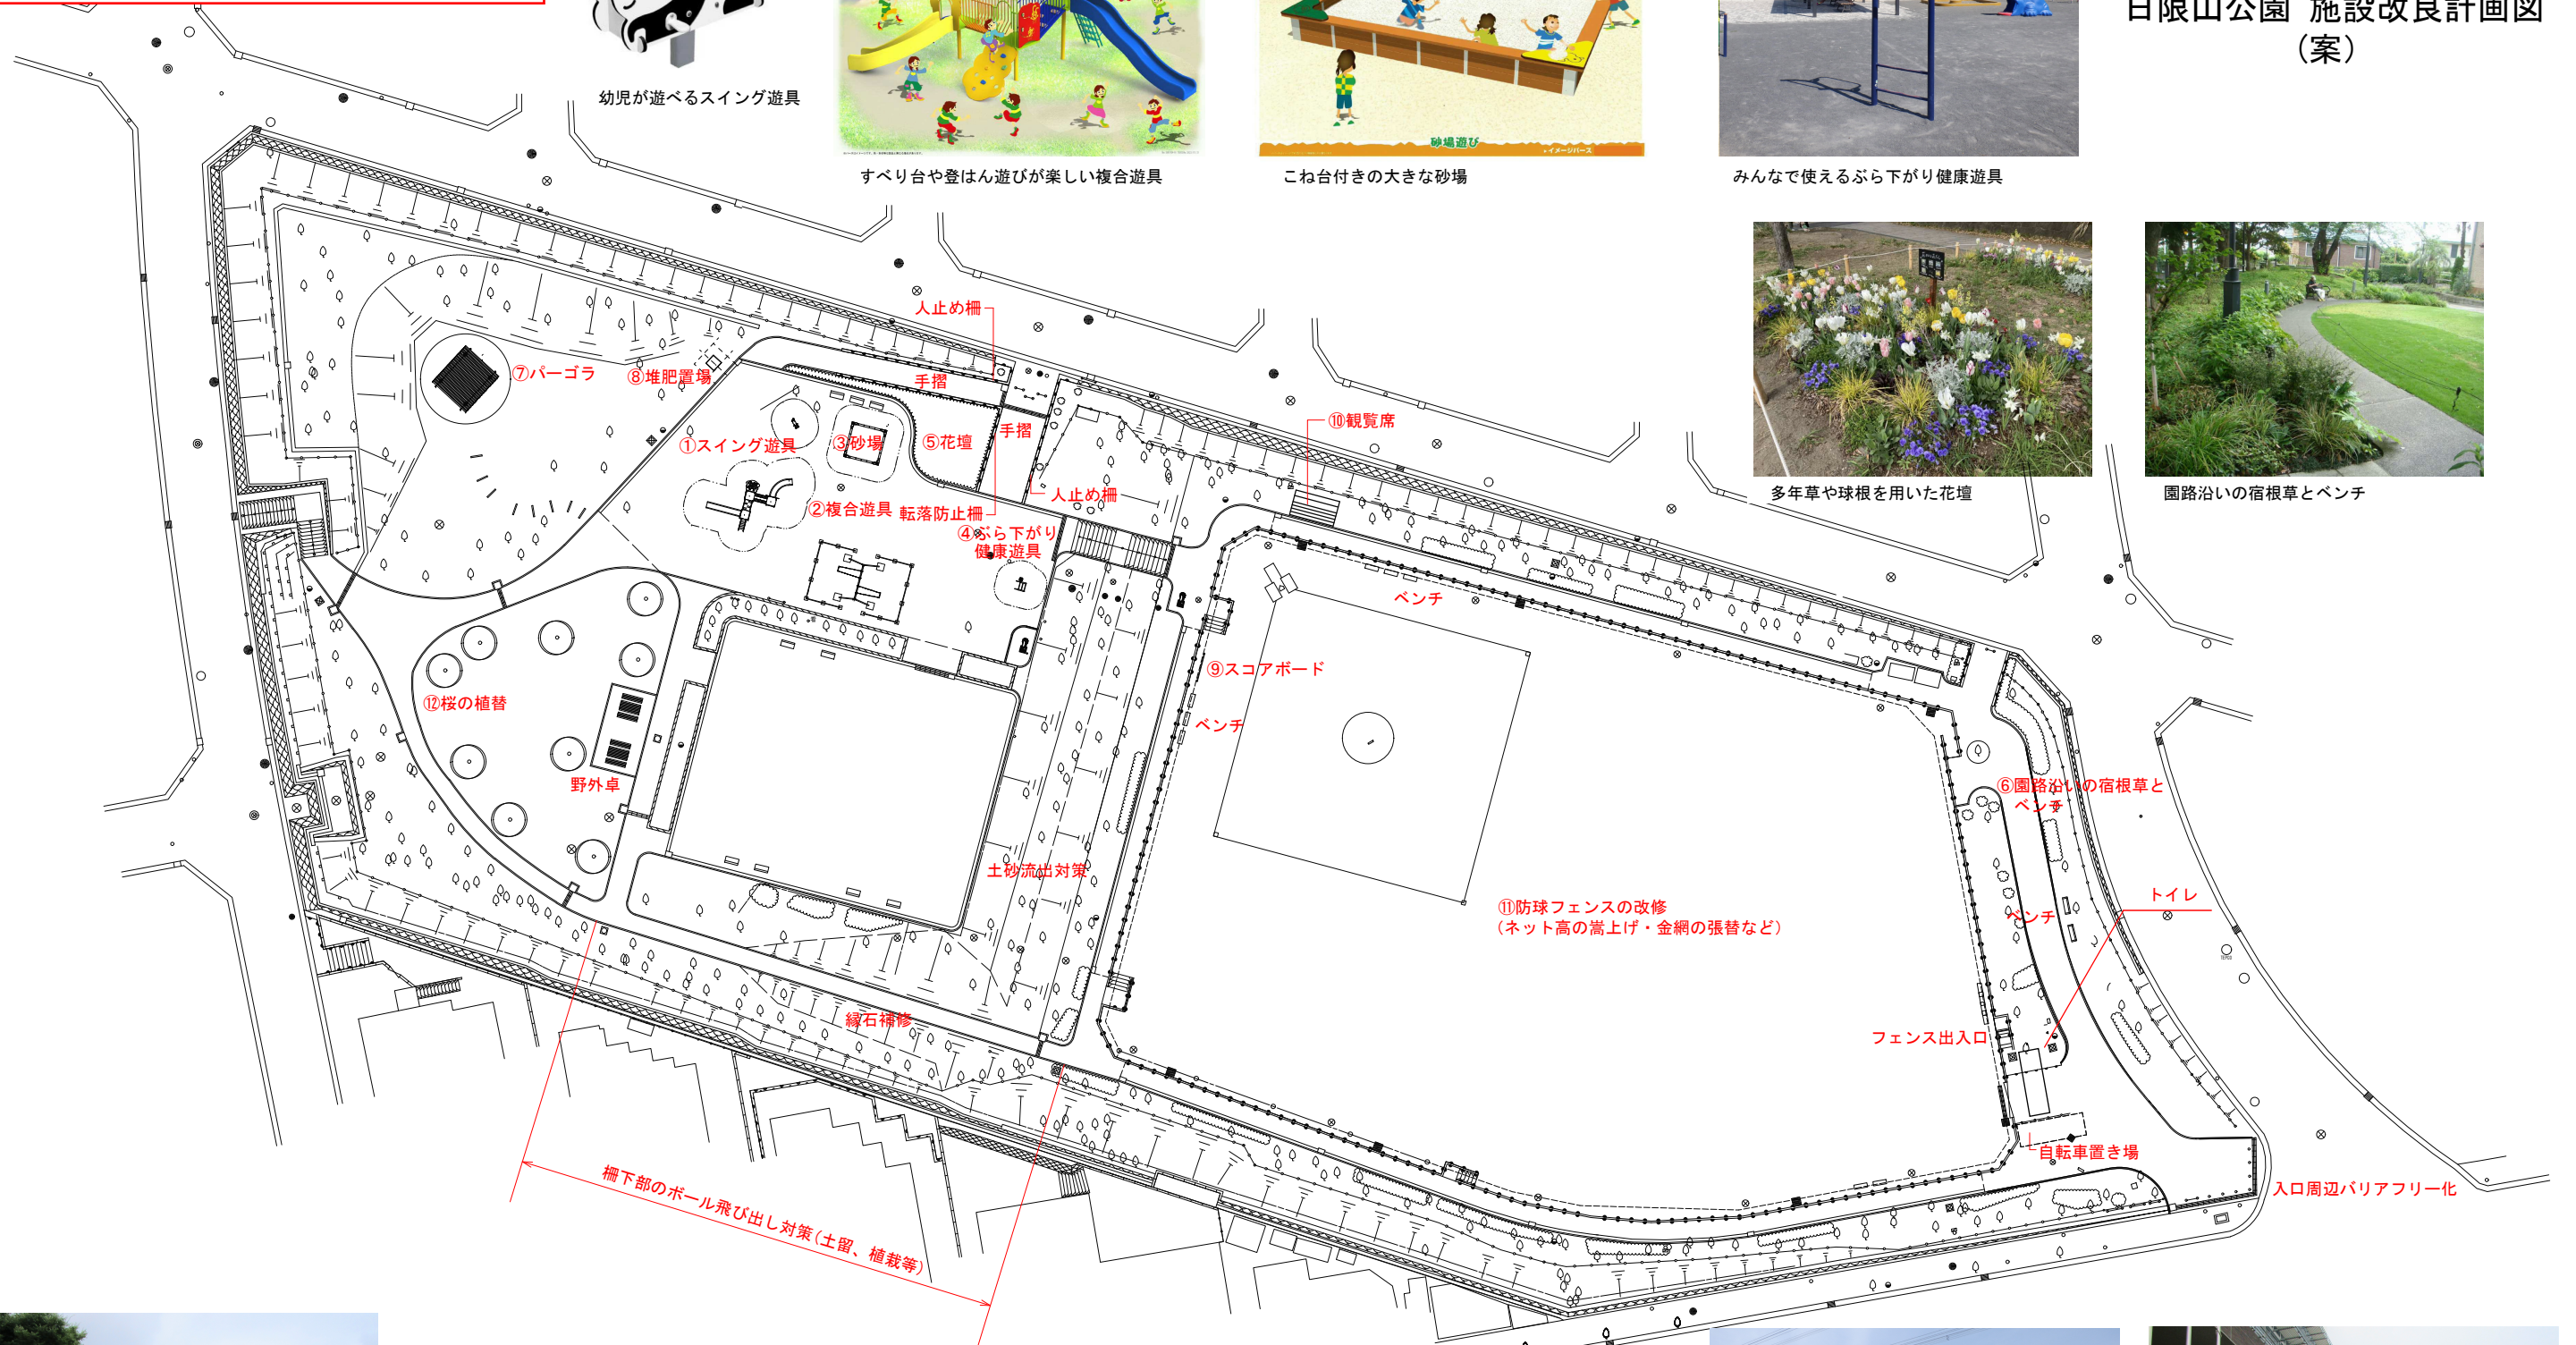 日限山公園 施設改良計画図
(案)
幼児が遊べるスイング遊具
すべり台や登はん遊びが楽しい複合遊具
砂場遊び
イメージパース
こね台付きの大きな砂場
みんなで使えるぶら下がり健康遊具
多年草や球根を用いた花壇
園路沿いの宿根草とベンチ
人止め柵
⑦パーゴラ
⑧堆肥置場
手摺
①スイング遊具
③砂場
⑤花壇
手摺
⑩観覧席
人止め柵
②複合遊具
転落防止柵
④ぶら下がり
健康遊具
ベンチ
⑨スコアボード
⑫桜の植替
ベンチ
野外卓
⑥園路沿いの宿根草と
ベンチ
土砂流出対策
トイレ
⑪防球フェンスの改修
(ネット高の嵩上げ・金網の張替など)
ベンチ
縁石補修
フェンス出入口
自転車置き場
入口周辺バリアフリー化
柵下部のボール飛び出し対策(土留、植栽等)